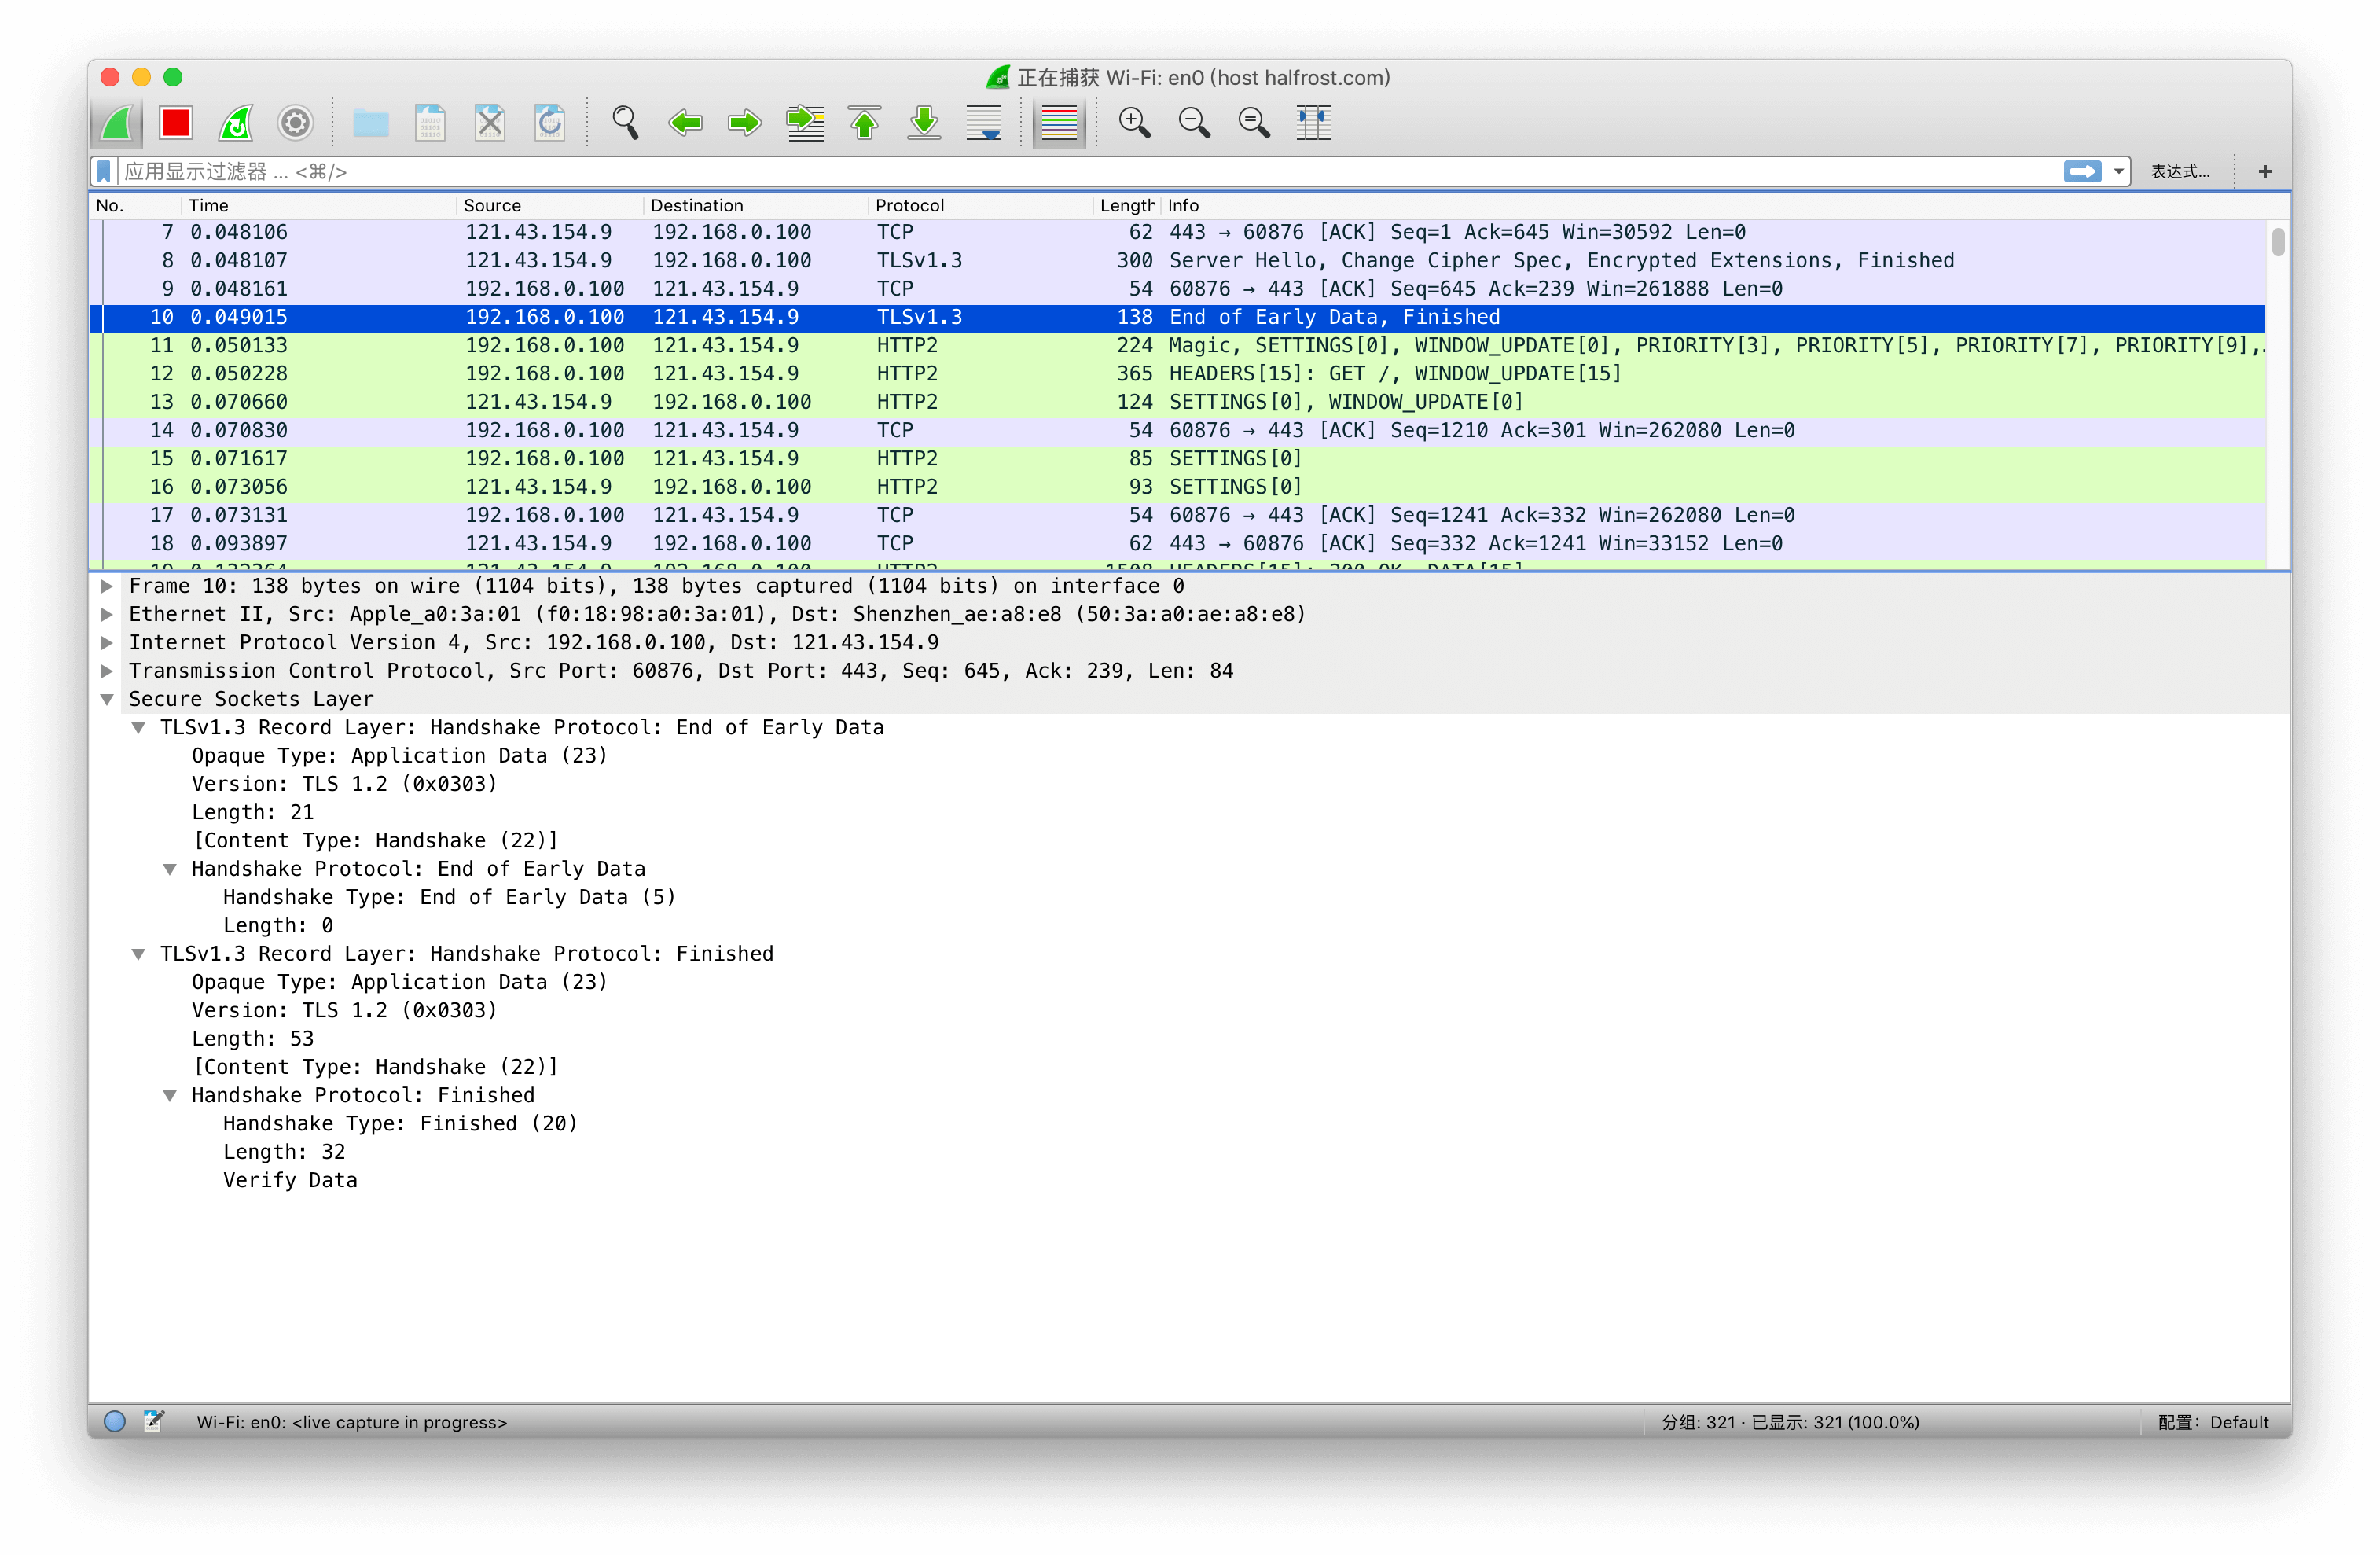 正在捕获 Wi-Fi: en0 (host halfrost.com)
应用显示过滤器 ... <⌘/>
表达式... +
No. Time Source Destination Protocol Length Info
7 0.048106 121.43.154.9 192.168.0.100 TCP 62 443 → 60876 [ACK] Seq=1 Ack=645 Win=30592 Len=0
8 0.048107 121.43.154.9 192.168.0.100 TLSv1.3 300 Server Hello, Change Cipher Spec, Encrypted Extensions, Finished
9 0.048161 192.168.0.100 121.43.154.9 TCP 54 60876 → 443 [ACK] Seq=645 Ack=239 Win=261888 Len=0
10 0.049015 192.168.0.100 121.43.154.9 TLSv1.3 138 End of Early Data, Finished
11 0.050133 192.168.0.100 121.43.154.9 HTTP2 224 Magic, SETTINGS[0], WINDOW_UPDATE[0], PRIORITY[3], PRIORITY[5], PRIORITY[7], PRIORITY[9],.
12 0.050228 192.168.0.100 121.43.154.9 HTTP2 365 HEADERS[15]: GET /, WINDOW_UPDATE[15]
13 0.070660 121.43.154.9 192.168.0.100 HTTP2 124 SETTINGS[0], WINDOW_UPDATE[0]
14 0.070830 192.168.0.100 121.43.154.9 TCP 54 60876 → 443 [ACK] Seq=1210 Ack=301 Win=262080 Len=0
15 0.071617 192.168.0.100 121.43.154.9 HTTP2 85 SETTINGS[0]
16 0.073056 121.43.154.9 192.168.0.100 HTTP2 93 SETTINGS[0]
17 0.073131 192.168.0.100 121.43.154.9 TCP 54 60876 → 443 [ACK] Seq=1241 Ack=332 Win=262080 Len=0
18 0.093897 121.43.154.9 192.168.0.100 TCP 62 443 → 60876 [ACK] Seq=332 Ack=1241 Win=33152 Len=0
Frame 10: 138 bytes on wire (1104 bits), 138 bytes captured (1104 bits) on interface 0
Ethernet II, Src: Apple_a0:3a:01 (f0:18:98:a0:3a:01), Dst: Shenzhen_ae:a8:e8 (50:3a:a0:ae:a8:e8)
Internet Protocol Version 4, Src: 192.168.0.100, Dst: 121.43.154.9
Transmission Control Protocol, Src Port: 60876, Dst Port: 443, Seq: 645, Ack: 239, Len: 84
Secure Sockets Layer
TLSv1.3 Record Layer: Handshake Protocol: End of Early Data
Opaque Type: Application Data (23)
Version: TLS 1.2 (0x0303)
Length: 21
[Content Type: Handshake (22)]
Handshake Protocol: End of Early Data
Handshake Type: End of Early Data (5)
Length: 0
TLSv1.3 Record Layer: Handshake Protocol: Finished
Opaque Type: Application Data (23)
Version: TLS 1.2 (0x0303)
Length: 53
[Content Type: Handshake (22)]
Handshake Protocol: Finished
Handshake Type: Finished (20)
Length: 32
Verify Data
Wi-Fi: en0: <live capture in progress> 分组: 321 · 已显示: 321 (100.0%) 配置: Default